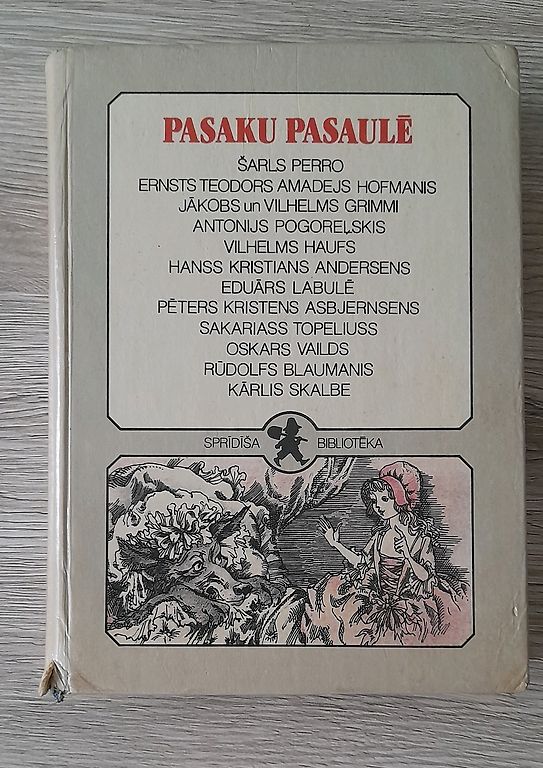 PASAKU PASAULĒ
ŠARLS PERRO
ERNSTS TEODORS AMADEJS HOFMANIS
JĀKOBS un VILHELMS GRIMMI
ANTONIJS POGOREĻSKIS
VILHELMS HAUFS
HANSS KRISTIANS ANDERSENS
EDUĀRS LABULĒ
PĒTERS KRISTENS ASBJERNSENS
SAKARIASS TOPELIUSS
OSKARS VAILDS
RŪDOLFS BLAUMANIS
KĀRLIS SKALBE
SPRĪDĪŠA BIBLIOTĒKA